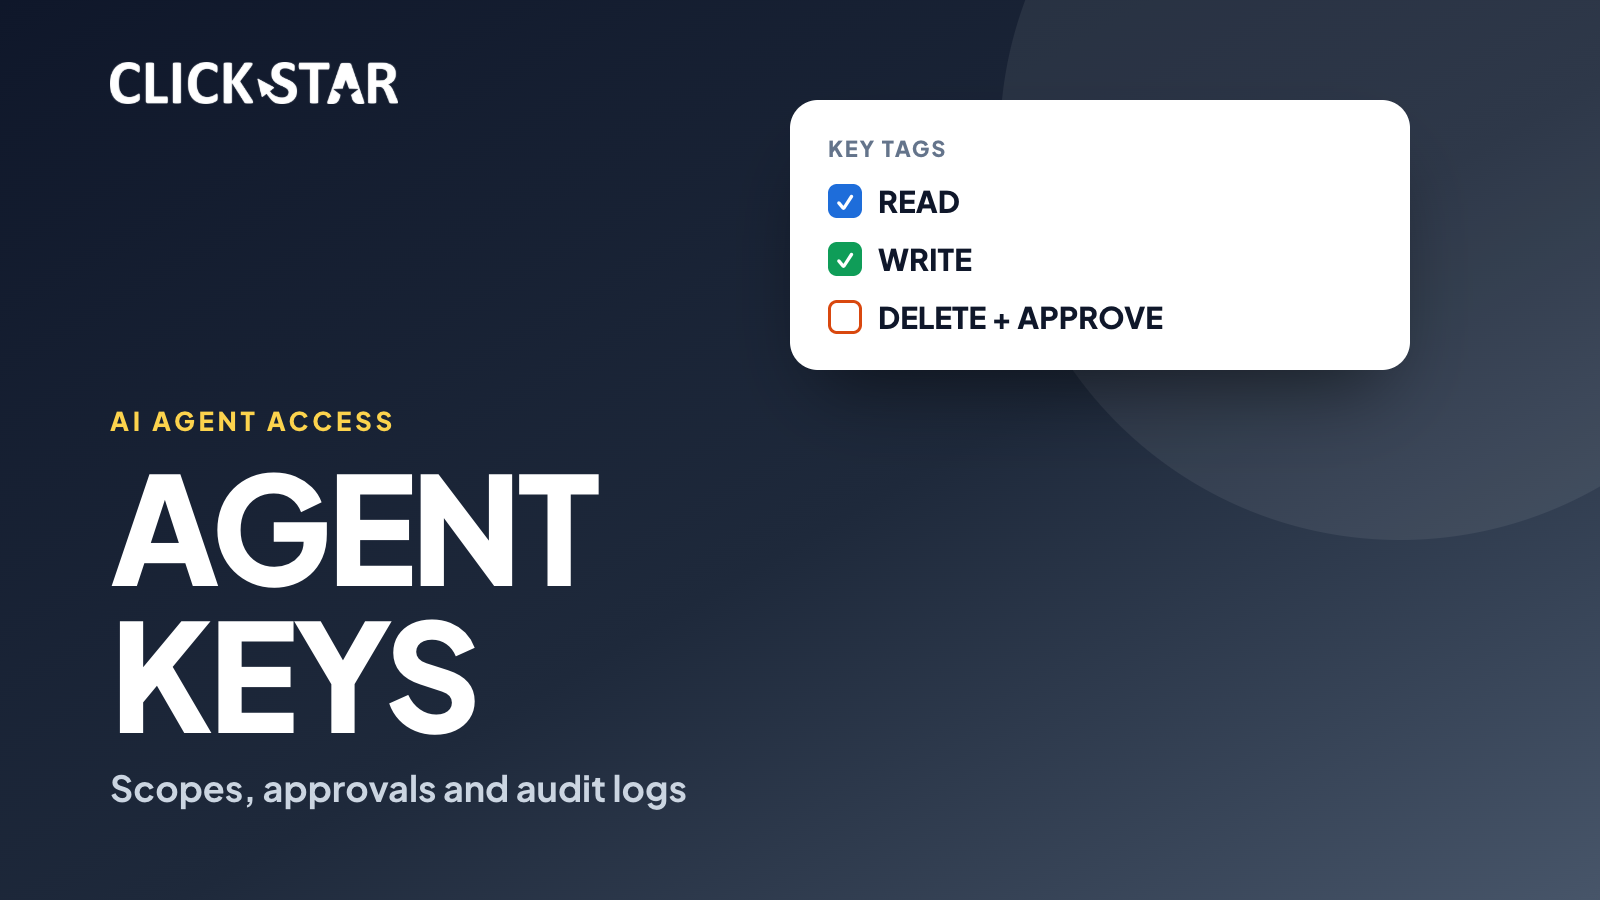 CLICKSTAR
KEY TAGS
READ
WRITE
DELETE + APPROVE
AI AGENT ACCESS
AGENT
KEYS
Scopes, approvals and audit logs